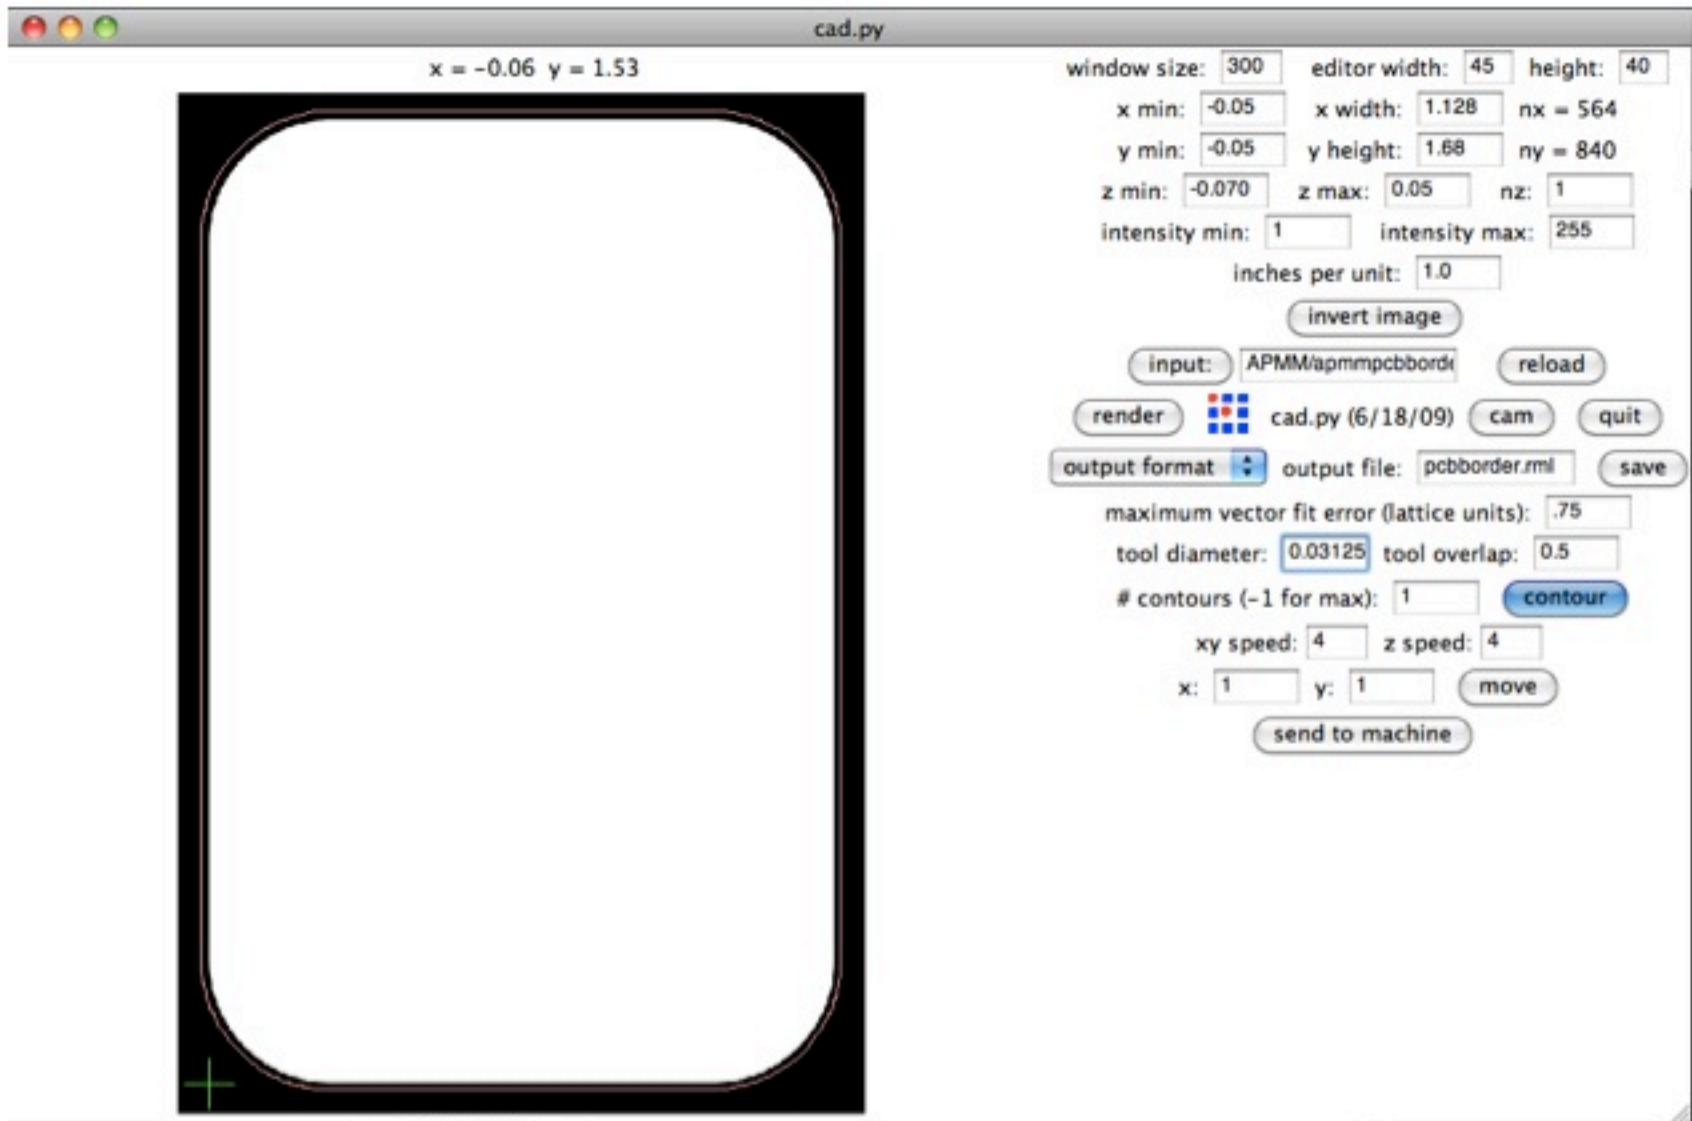 cad.py
x = -0.06 y = 1.53
window size: 300 editor width: 45 height: 40
x min: -0.05 x width: 1.128 nx = 564
y min: -0.05 y height: 1.68 ny = 840
z min: -0.070 z max: 0.05 nz: 1
intensity min: 1 intensity max: 255
inches per unit: 1.0
invert image
input: APMM/apmmpcbborde reload
render cad.py (6/18/09) cam quit
output format output file: pcbborder.rml save
maximum vector fit error (lattice units): .75
tool diameter: 0.03125 tool overlap: 0.5
# contours (-1 for max): 1 contour
xy speed: 4 z speed: 4
x: 1 y: 1 move
send to machine